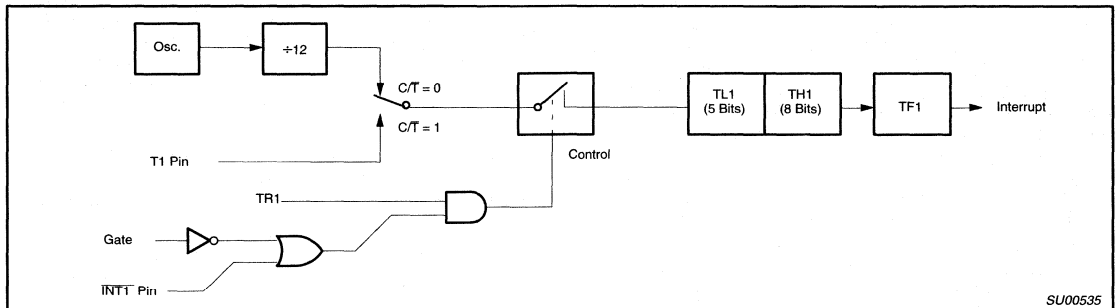 Osc.
÷12
C/T̅ = 0
C/T̅ = 1
T1 Pin
TR1
Gate
I̅N̅T̅1̅ Pin
Control
TL1
(5 Bits)
TH1
(8 Bits)
TF1
Interrupt
SU00535